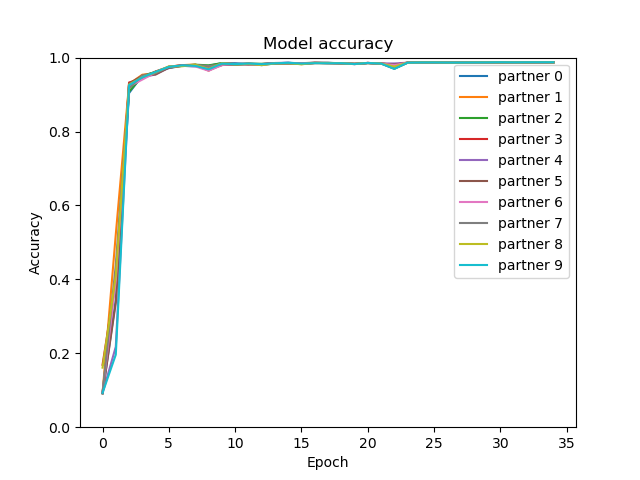 Model accuracy
1.0
0.8
0.6
0.4
0.2
0.0
Accuracy
0
5
10
15
20
25
30
35
Epoch
partner 0
partner 1
partner 2
partner 3
partner 4
partner 5
partner 6
partner 7
partner 8
partner 9